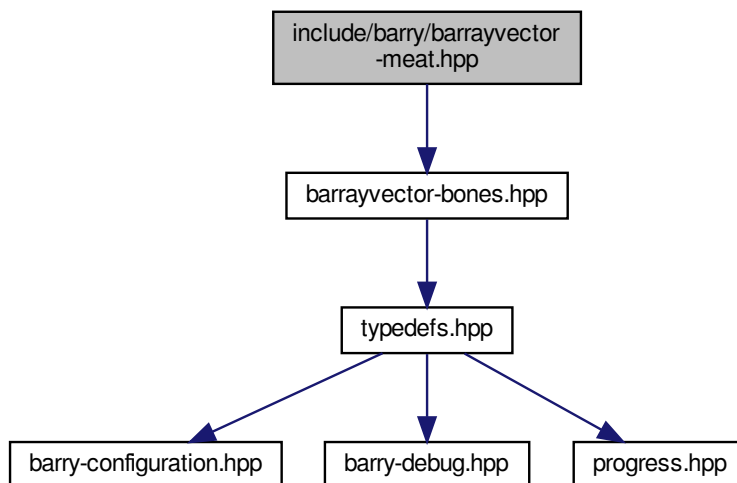 include/barry/barrayvector
-meat.hpp
barrayvector-bones.hpp
typedefs.hpp
barry-configuration.hpp
barry-debug.hpp
progress.hpp